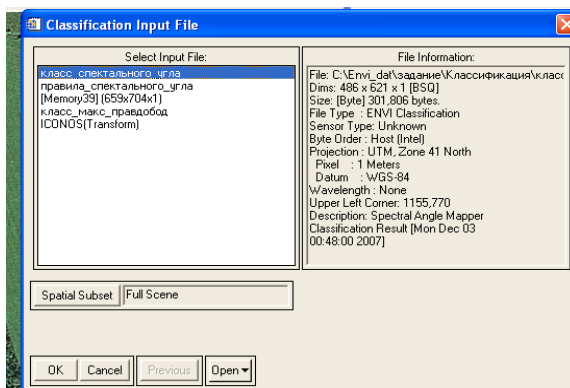 Classification Input File
Select Input File:
класс_спектального_угла
правила_спектального_угла
[Memory39] (659x704x1)
класс_макс_правдобод
ICONOS(Transform)
File Information:
File: C:\Envi_dat\задание\Классификация\класс
Dims: 486 x 621 x 1 [BSQ]
Size: [Byte] 301,806 bytes.
File Type : ENVI Classification
Sensor Type: Unknown
Byte Order : Host (Intel)
Projection : UTM, Zone 41 North
Pixel : 1 Meters
Datum : WGS-84
Wavelength : None
Upper Left Corner: 1155,770
Description: Spectral Angle Mapper
Classification Result [Mon Dec 03
00:48:00 2007]
Spatial Subset Full Scene
OK Cancel Previous Open